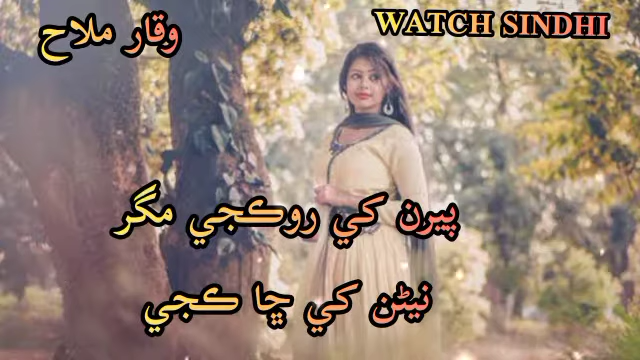 وقار ملاح
WATCH SINDHI
پيرن کي روڪجي مگر
نيڻن کي ڇا ڪجي